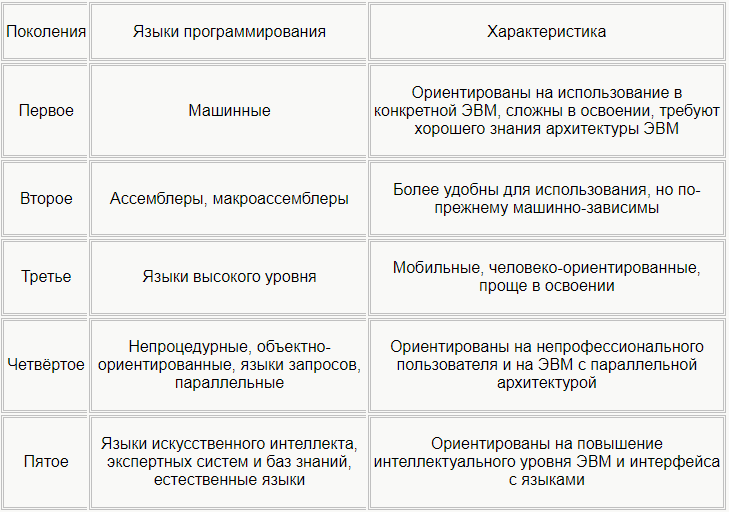 Поколения
Языки программирования
Характеристика
Первое
Машинные
Ориентированы на использование в
конкретной ЭВМ, сложны в освоении, требуют
хорошего знания архитектуры ЭВМ
Второе
Ассемблеры, макроассемблеры
Более удобны для использования, но по-
прежнему машинно-зависимы
Третье
Языки высокого уровня
Мобильные, человеко-ориентированные,
проще в освоении
Четвёртое
Непроцедурные, объектно-
ориентированные, языки запросов,
параллельные
Ориентированы на непрофессионального
пользователя и на ЭВМ с параллельной
архитектурой
Пятое
Языки искусственного интеллекта,
экспертных систем и баз знаний,
естественные языки
Ориентированы на повышение
интеллектуального уровня ЭВМ и интерфейса
с языками